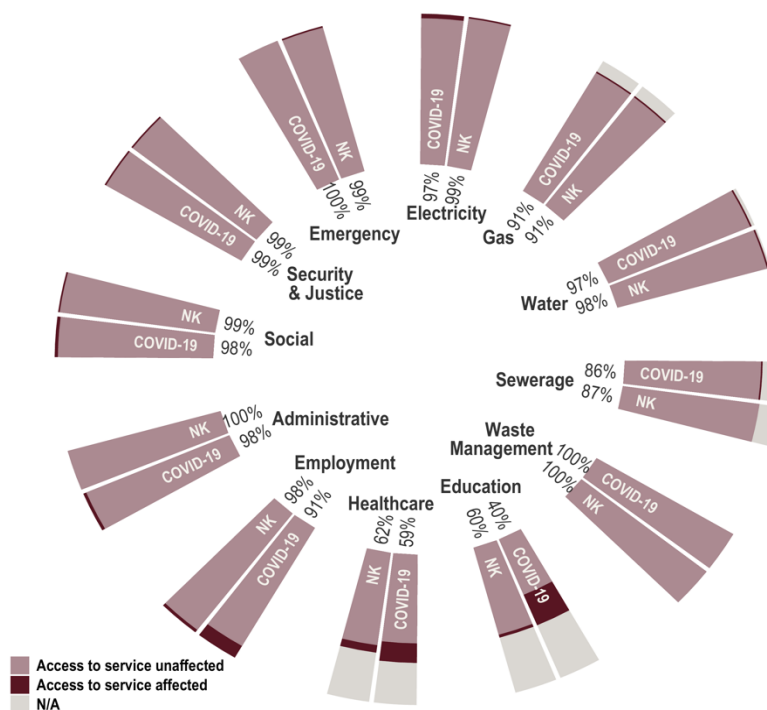 COVID-19
NK
97%
99%
Electricity
COVID-19
NK
91%
91%
Gas
COVID-19
NK
97%
98%
Water
COVID-19
NK
86%
87%
Sewerage
COVID-19
NK
100%
100%
Waste
Management
COVID-19
NK
40%
60%
Education
COVID-19
NK
59%
62%
Healthcare
COVID-19
NK
91%
98%
Employment
COVID-19
NK
98%
100%
Administrative
COVID-19
NK
98%
99%
Social
COVID-19
NK
99%
99%
Security
& Justice
COVID-19
NK
100%
99%
Emergency
Access to service unaffected
Access to service affected
N/A